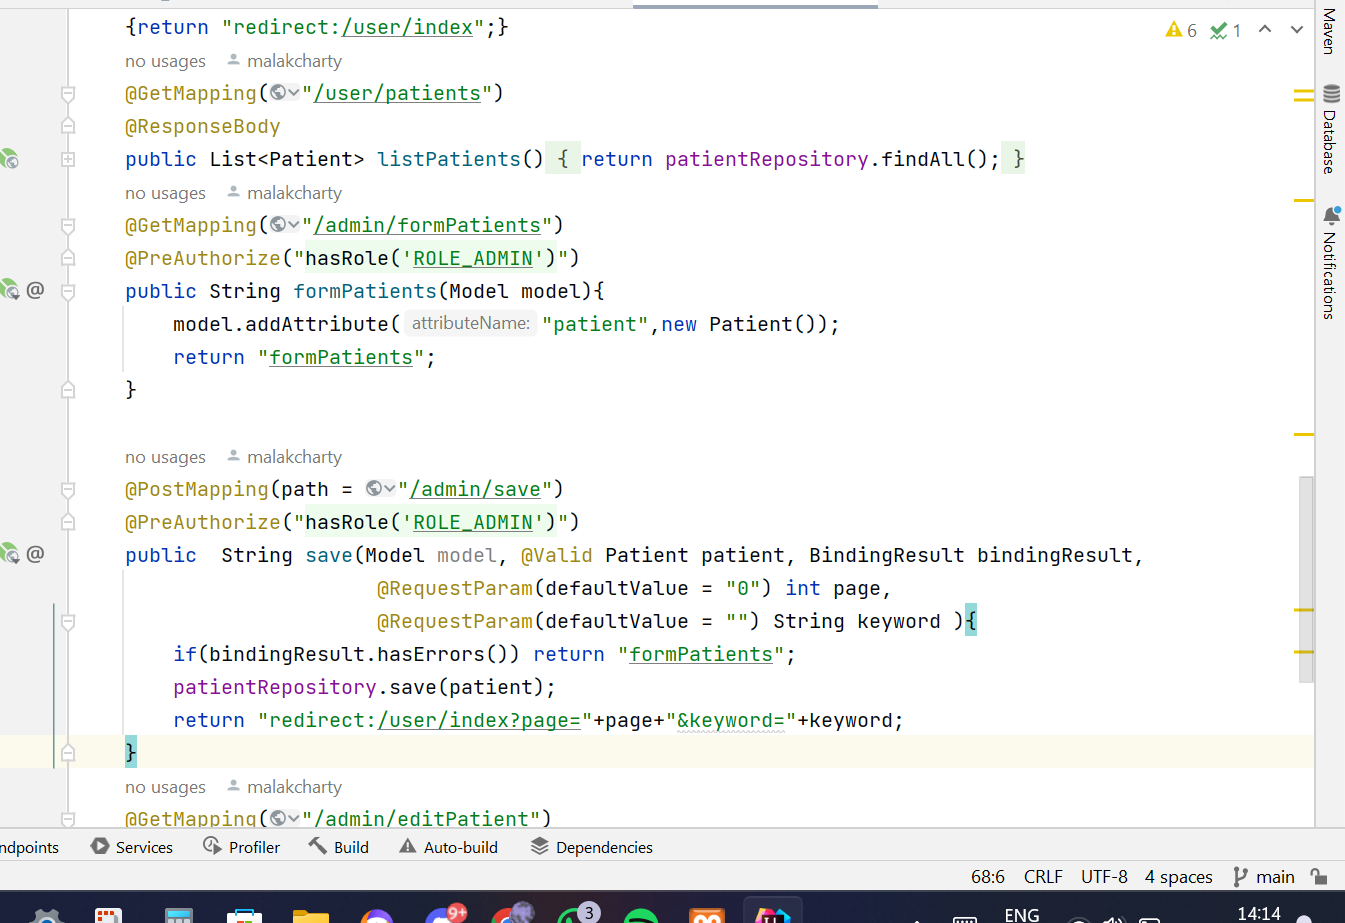 {return "redirect:/user/index";}
6 1
no usages malakcharty
@GetMapping("/user/patients")
@ResponseBody
public List<Patient> listPatients() { return patientRepository.findAll(); }
no usages malakcharty
@GetMapping("/admin/formPatients")
@PreAuthorize("hasRole('ROLE_ADMIN')")
public String formPatients(Model model){
model.addAttribute( attributeName: "patient",new Patient());
return "formPatients";
}
no usages malakcharty
@PostMapping(path = "/admin/save")
@PreAuthorize("hasRole('ROLE_ADMIN')")
public  String save(Model model, @Valid Patient patient, BindingResult bindingResult,
@RequestParam(defaultValue = "0") int page,
@RequestParam(defaultValue = "") String keyword ){
if(bindingResult.hasErrors()) return "formPatients";
patientRepository.save(patient);
return "redirect:/user/index?page="+page+"&keyword="+keyword;
}
no usages malakcharty
@GetMapping("/admin/editPatient")
Maven
Database
Notifications
@
@
ndpoints Services Profiler Build Auto-build Dependencies
68:6 CRLF UTF-8 4 spaces main
9+ 3 ENG 14:14